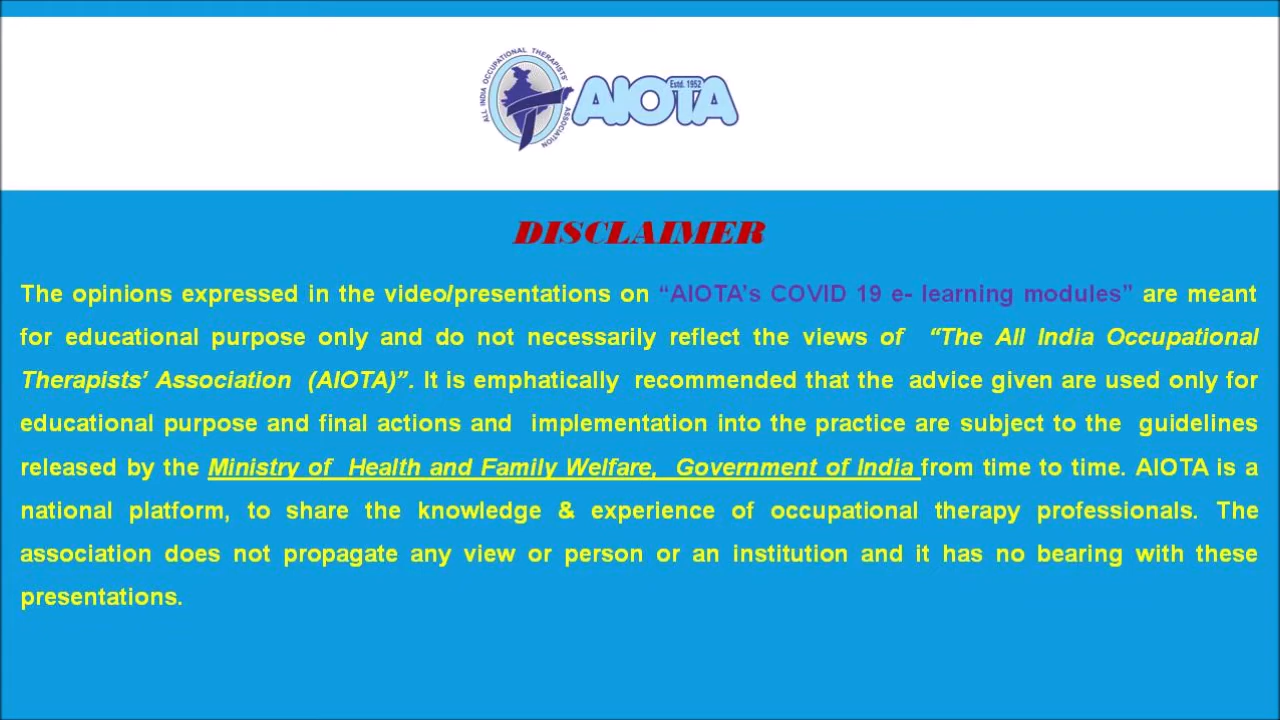 ALL INDIA OCCUPATIONAL THERAPISTS' ASSOCIATION
Estd. 1952
AIOTA
DISCLAIMER
The opinions expressed in the video/presentations on “AIOTA’s COVID 19 e- learning modules” are meant
for educational purpose only and do not necessarily reflect the views of “The All India Occupational
Therapists’ Association (AIOTA)”. It is emphatically recommended that the advice given are used only for
educational purpose and final actions and implementation into the practice are subject to the guidelines
released by the Ministry of Health and Family Welfare, Government of India from time to time. AIOTA is a
national platform, to share the knowledge & experience of occupational therapy professionals. The
association does not propagate any view or person or an institution and it has no bearing with these
presentations.